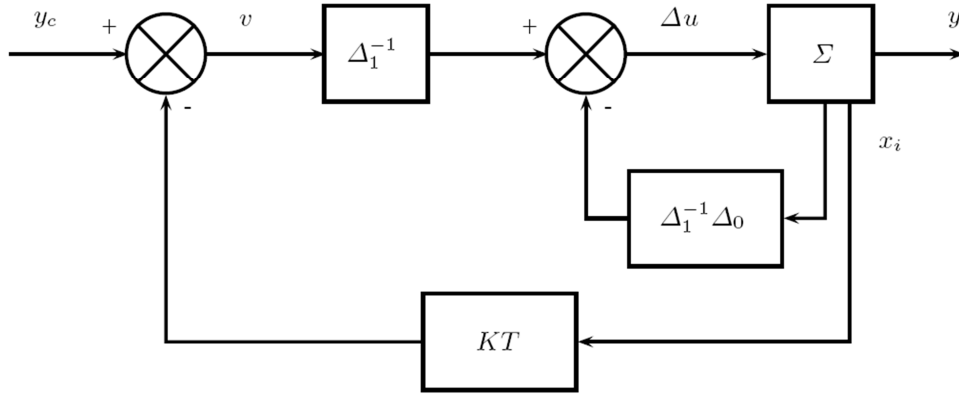 y_c + v Δ_1^{-1} + Δu Σ y
- -
x_i
Δ_1^{-1}Δ_0
KT